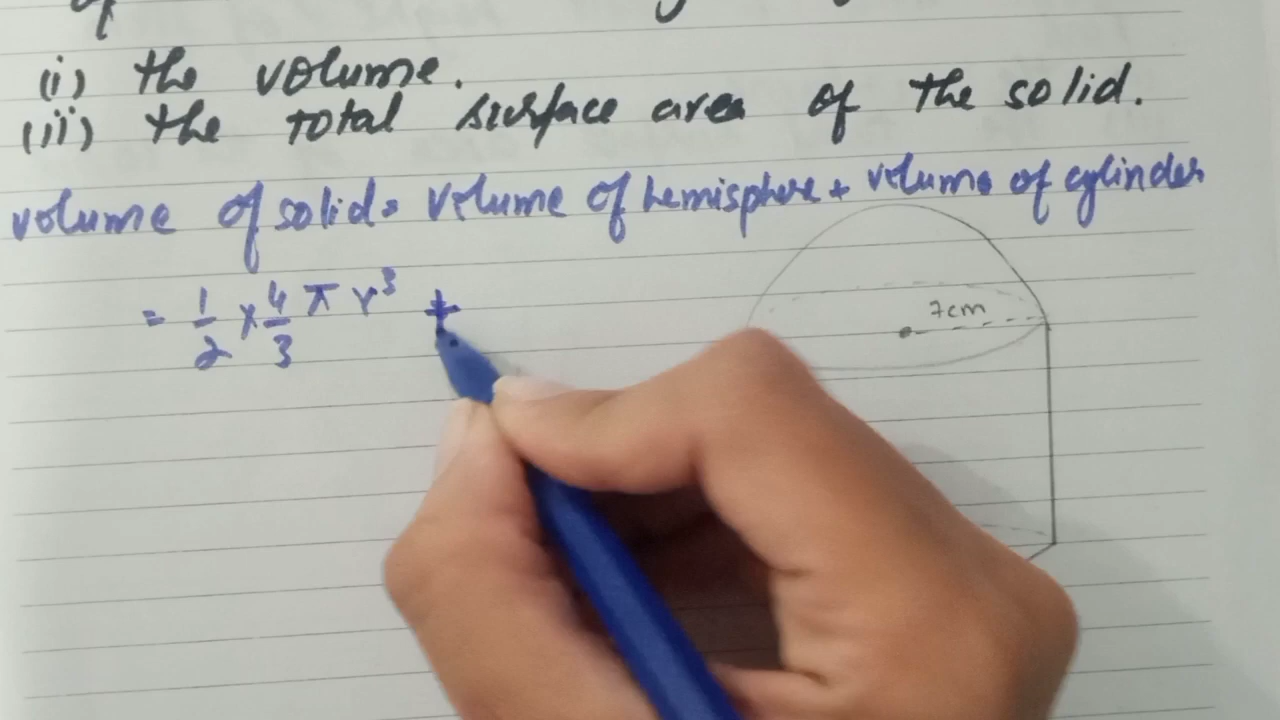 (i) the volume.
(ii) the total surface area of the solid.
volume of solid = volume of hemisphere + volume of cylinder
= 1/2 × 4/3 π r³ +
7cm